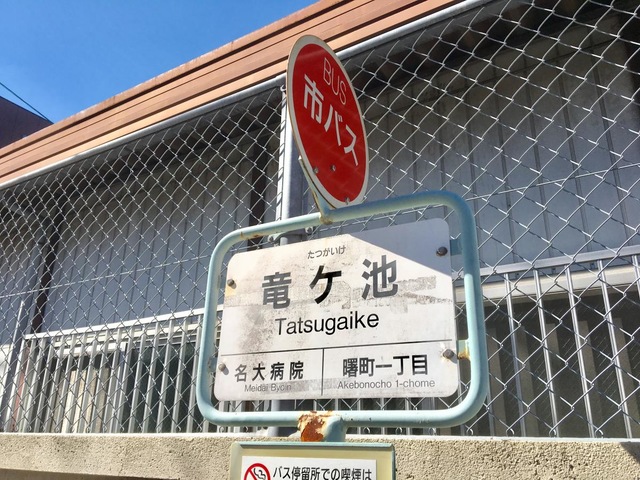 BUS
市バス
たつがいけ
竜ケ池
Tatsugaike
名大病院
Meidai Byoin
曙町一丁目
Akebonocho 1-chome
バス停留所での喫煙は